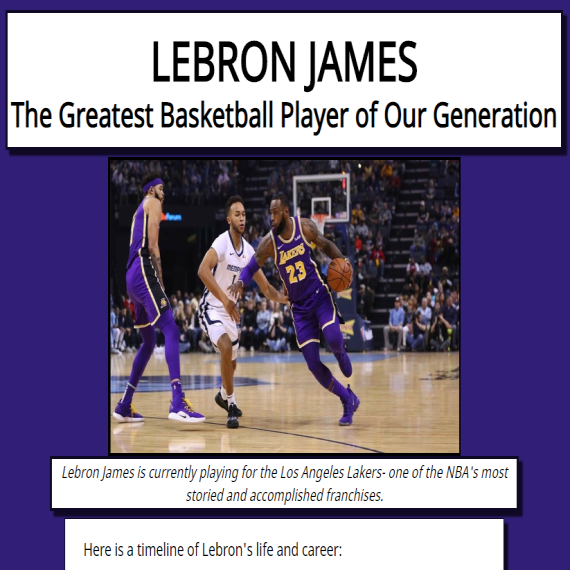 LEBRON JAMES
The Greatest Basketball Player of Our Generation
LAKERS
23
MEMPHIS
1
Lebron James is currently playing for the Los Angeles Lakers- one of the NBA's most
storied and accomplished franchises.
Here is a timeline of Lebron's life and career: